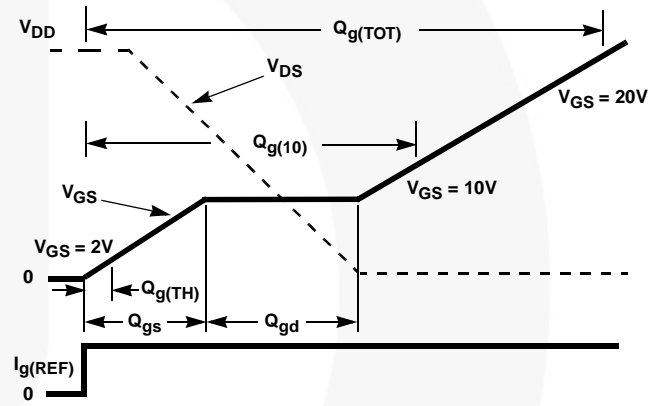 V_DD
Q_g(TOT)
V_DS
V_GS = 20V
Q_g(10)
V_GS
V_GS = 10V
V_GS = 2V
0
Q_g(TH)
Q_gs
Q_gd
I_g(REF)
0